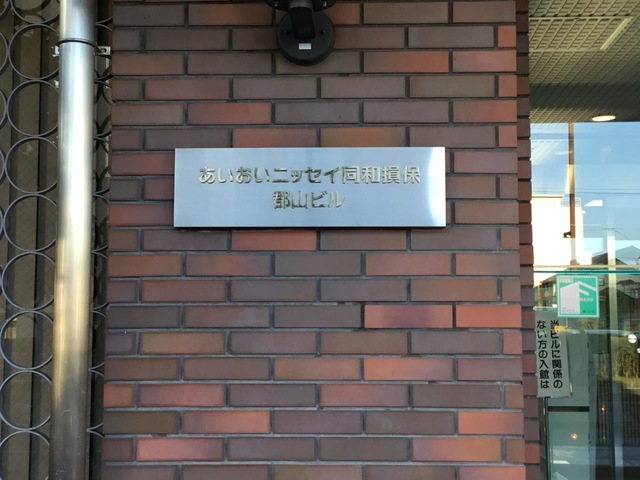 あいおいニッセイ同和損保
郡山ビル
当ビルに関係の
ない方の入館は